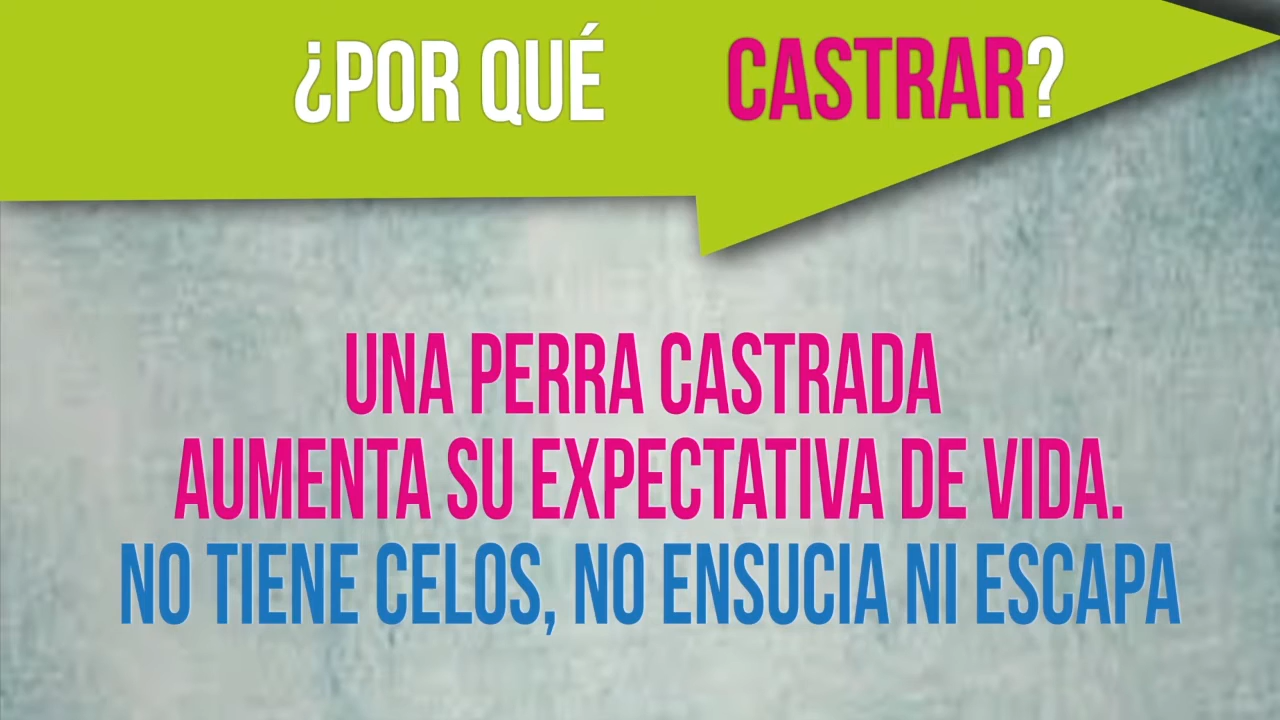 ¿POR QUÉ CASTRAR?
UNA PERRA CASTRADA
AUMENTA SU EXPECTATIVA DE VIDA.
NO TIENE CELOS, NO ENSUCIA NI ESCAPA